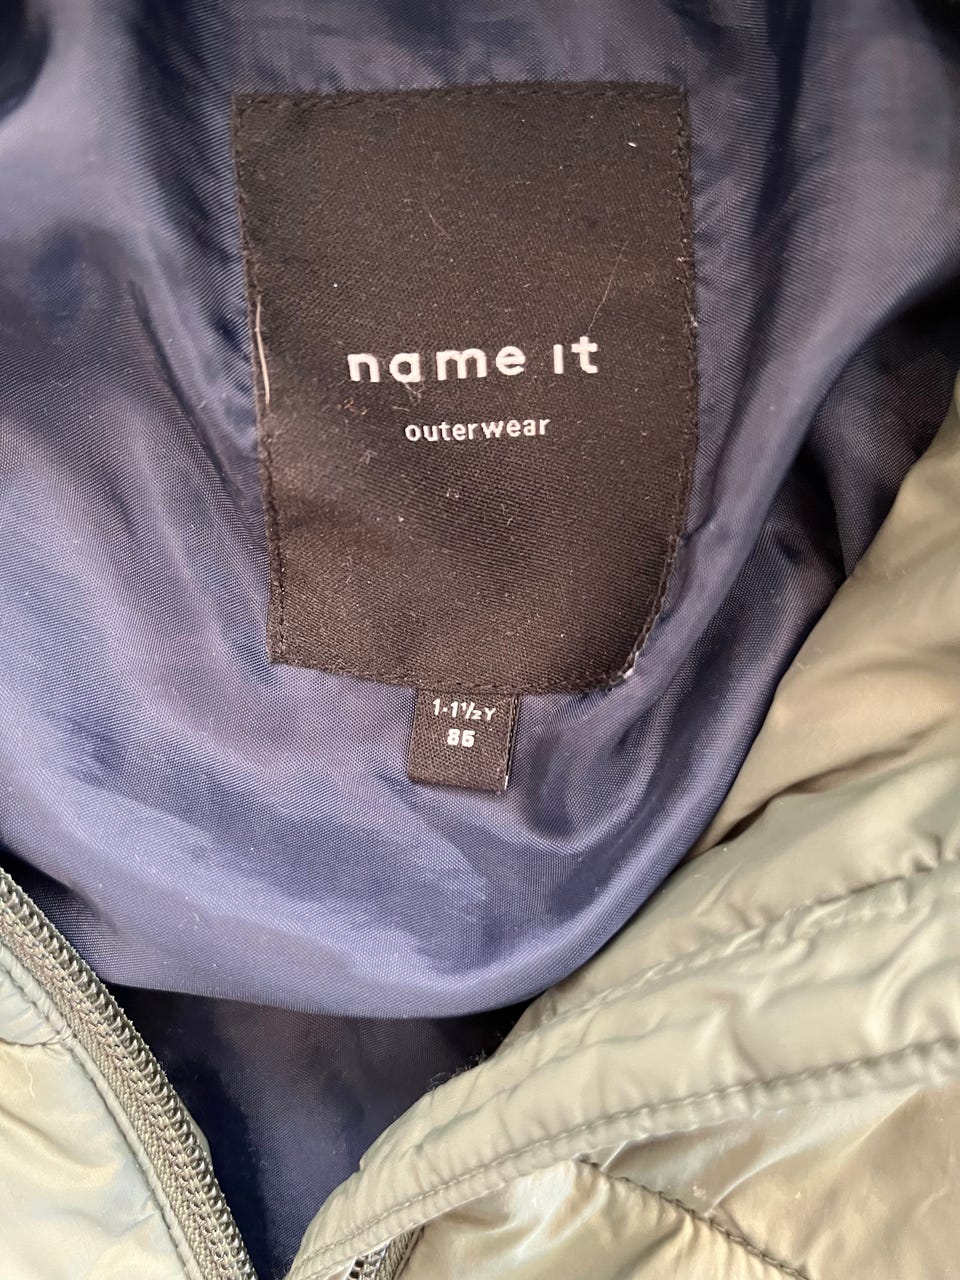 name it
outerwear
1-1½Y
86